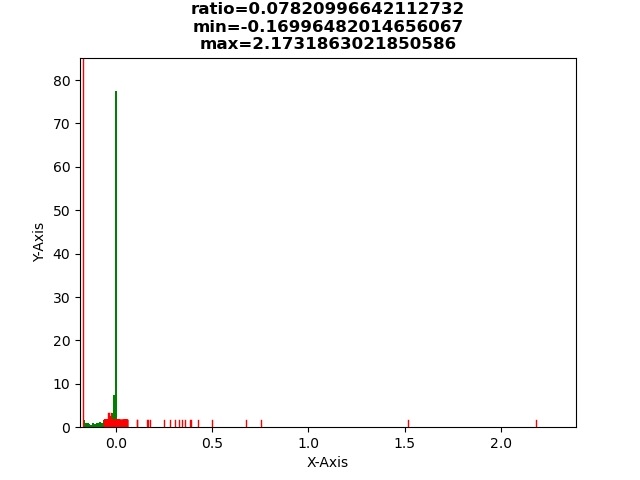 ratio=0.07820996642112732
min=-0.16996482014656067
max=2.1731863021850586
80
70
60
50
40
30
20
10
0
Y-Axis
0.0 0.5 1.0 1.5 2.0
X-Axis